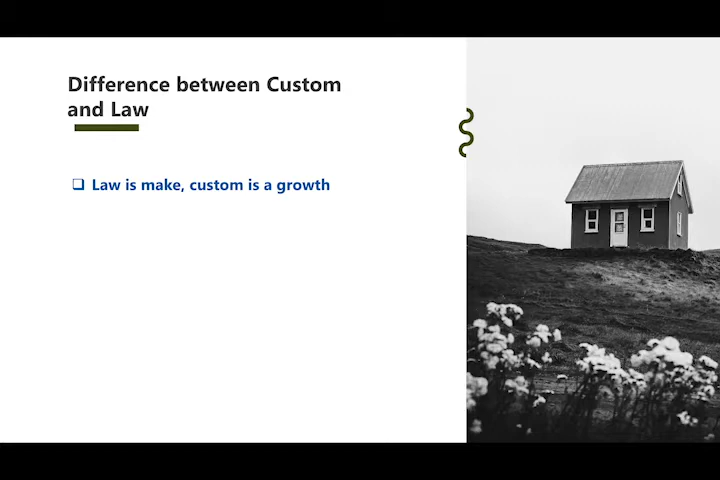 Difference between Custom
and Law
Law is make, custom is a growth